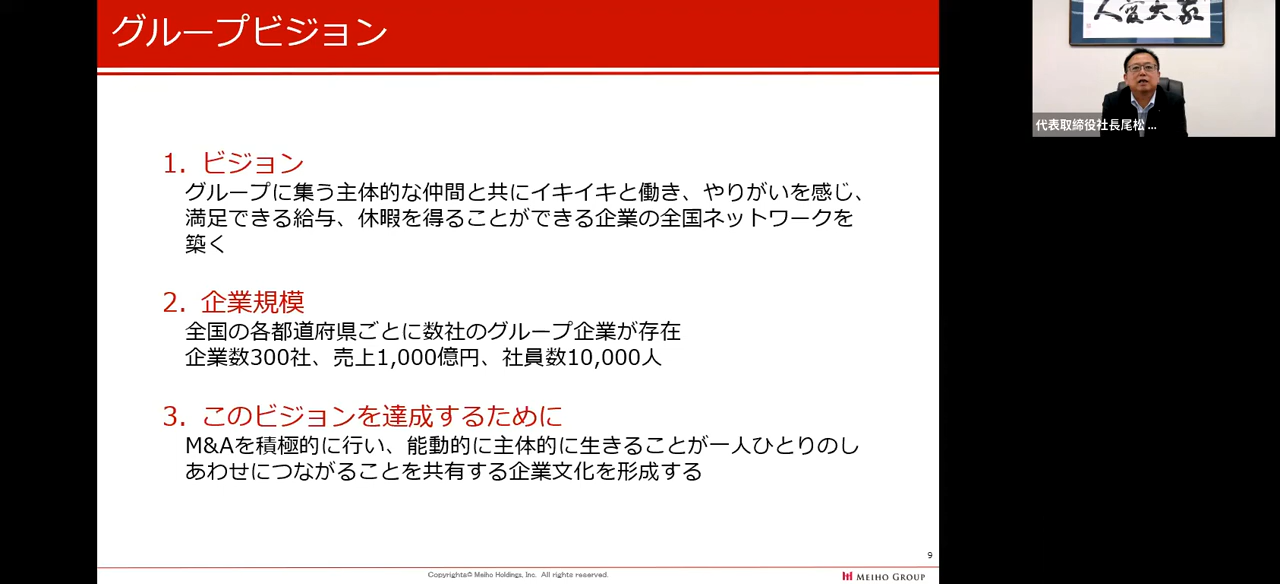 グループビジョン
1. ビジョン
グループに集う主体的な仲間と共にイキイキと働き、やりがいを感じ、
満足できる給与、休暇を得ることができる企業の全国ネットワークを
築く
2. 企業規模
全国の各都道府県ごとに数社のグループ企業が存在
企業数300社、売上1,000億円、社員数10,000人
3. このビジョンを達成するために
M&Aを積極的に行い、能動的に主体的に生きることが一人ひとりのし
あわせにつながることを共有する企業文化を形成する
9
Copyrights© Meiho Holdings, Inc. All rights reserved.
MEIHO GROUP
代表取締役社長尾松 ...